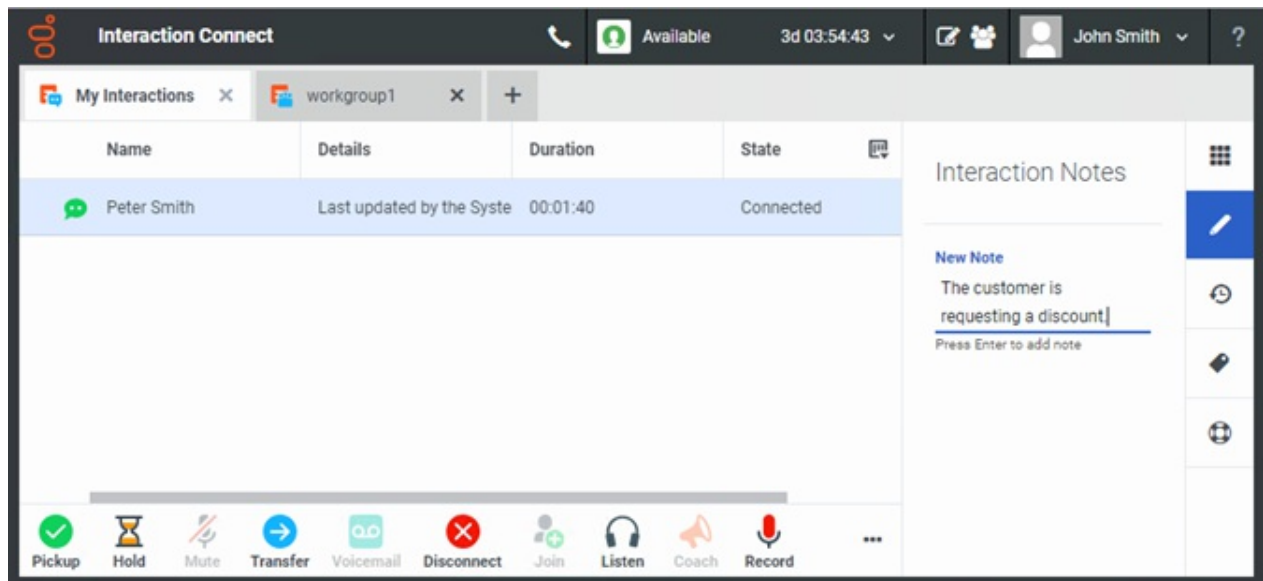 Interaction Connect
Available
3d 03:54:43
John Smith
?
My Interactions
workgroup1
Name Details Duration State
Peter Smith Last updated by the Syste 00:01:40 Connected
Interaction Notes
New Note
The customer is
requesting a discount.
Press Enter to add note
Pickup Hold Mute Transfer Voicemail Disconnect Join Listen Coach Record